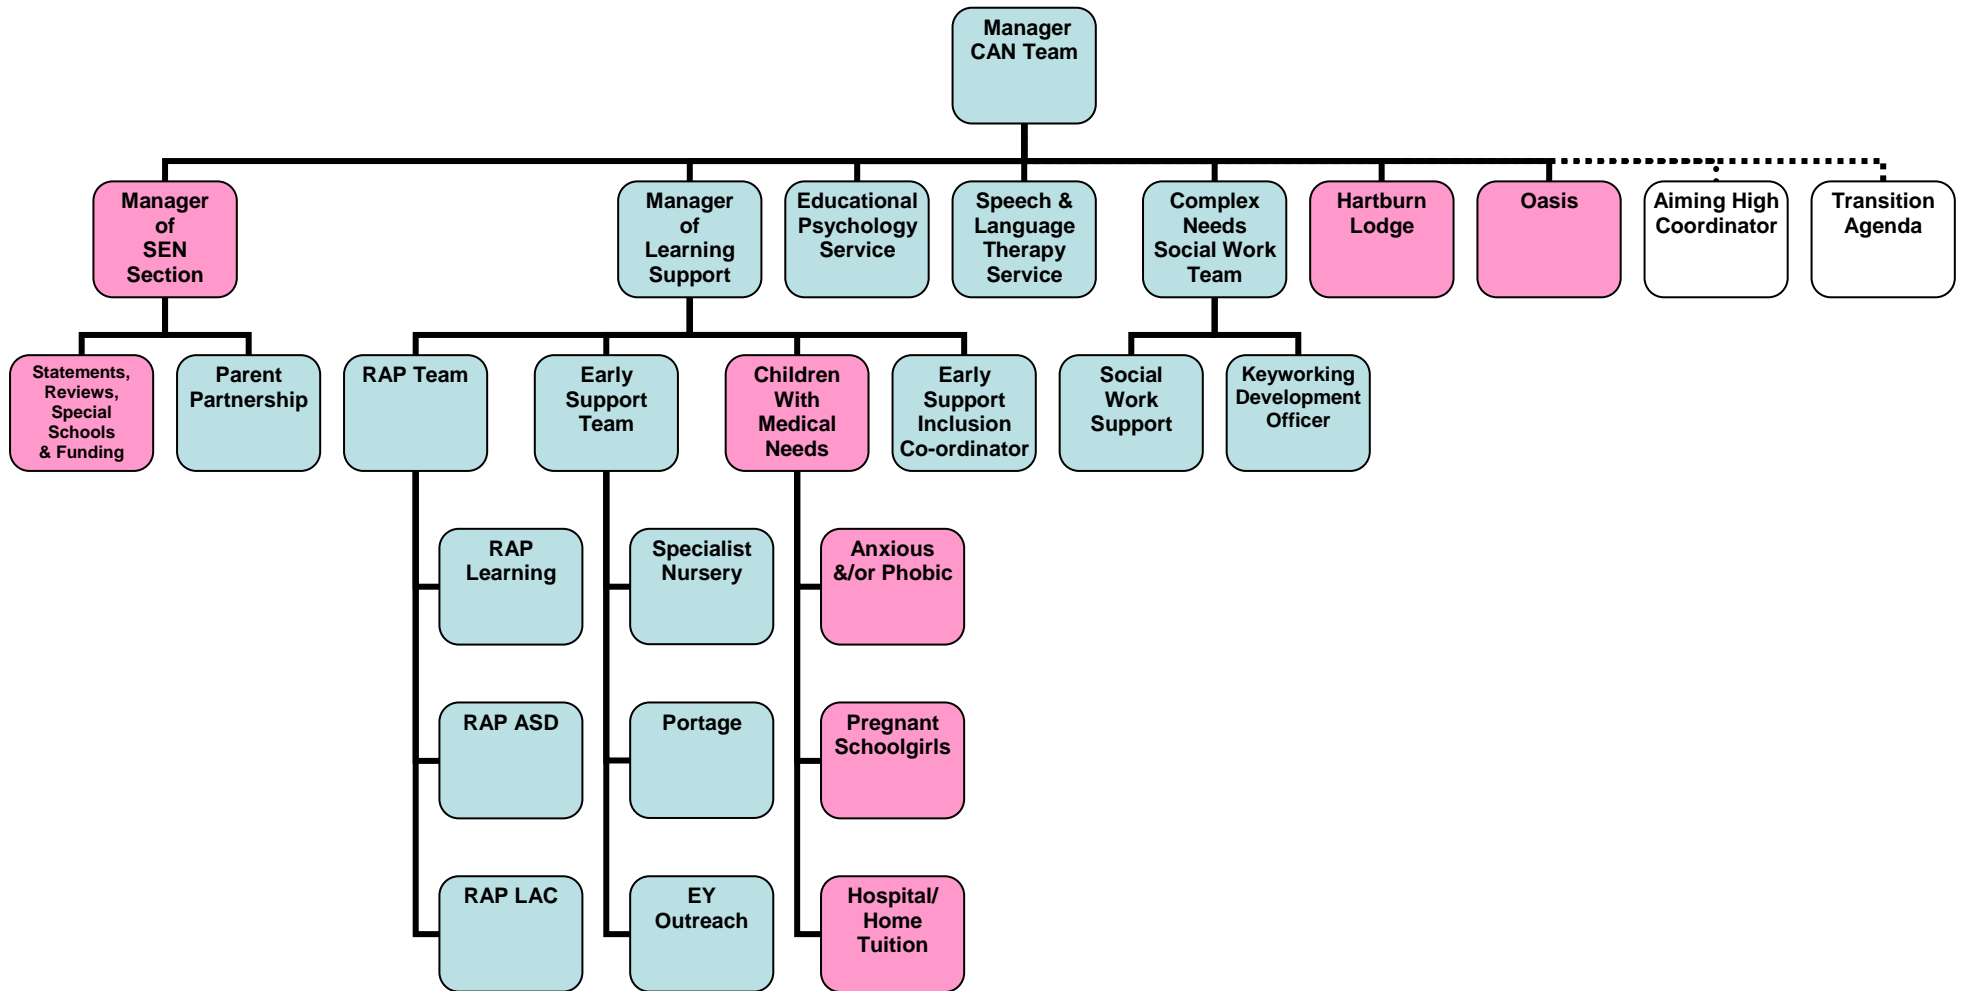 Manager
CAN Team
Manager
of
SEN
Section
Manager
of
Learning
Support
Educational
Psychology
Service
Speech &
Language
Therapy
Service
Complex
Needs
Social Work
Team
Hartburn
Lodge
Oasis
Aiming High
Coordinator
Transition
Agenda
Statements,
Reviews,
Special
Schools
& Funding
Parent
Partnership
RAP Team
Early
Support
Team
Children
With
Medical
Needs
Early
Support
Inclusion
Co-ordinator
Social
Work
Support
Keyworking
Development
Officer
RAP
Learning
Specialist
Nursery
Anxious
&/or Phobic
RAP ASD
Portage
Pregnant
Schoolgirls
RAP LAC
EY
Outreach
Hospital/
Home
Tuition